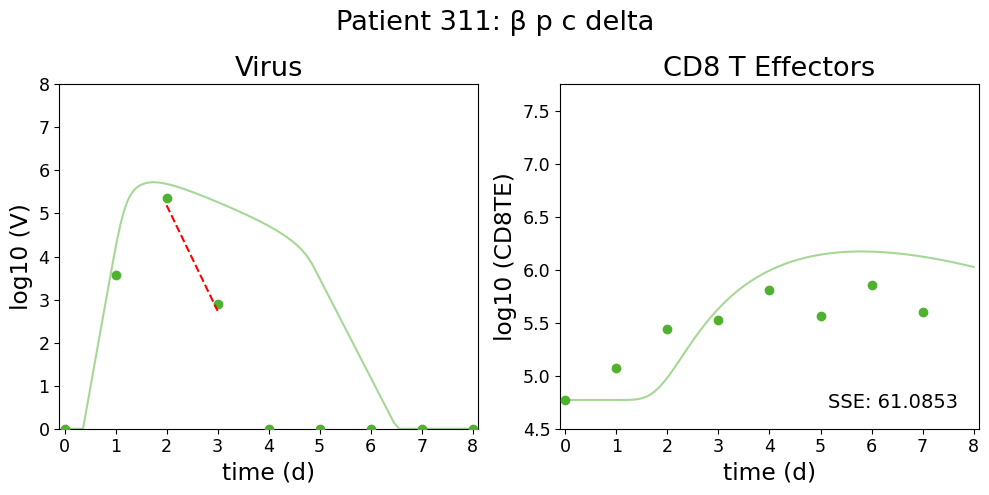 Patient 311: β p c delta
Virus
CD8 T Effectors
log10 (V)
8
7
6
5
4
3
2
1
0
0 1 2 3 4 5 6 7 8
time (d)
log10 (CD8TE)
7.5
7.0
6.5
6.0
5.5
5.0
4.5
SSE: 61.0853
0 1 2 3 4 5 6 7 8
time (d)